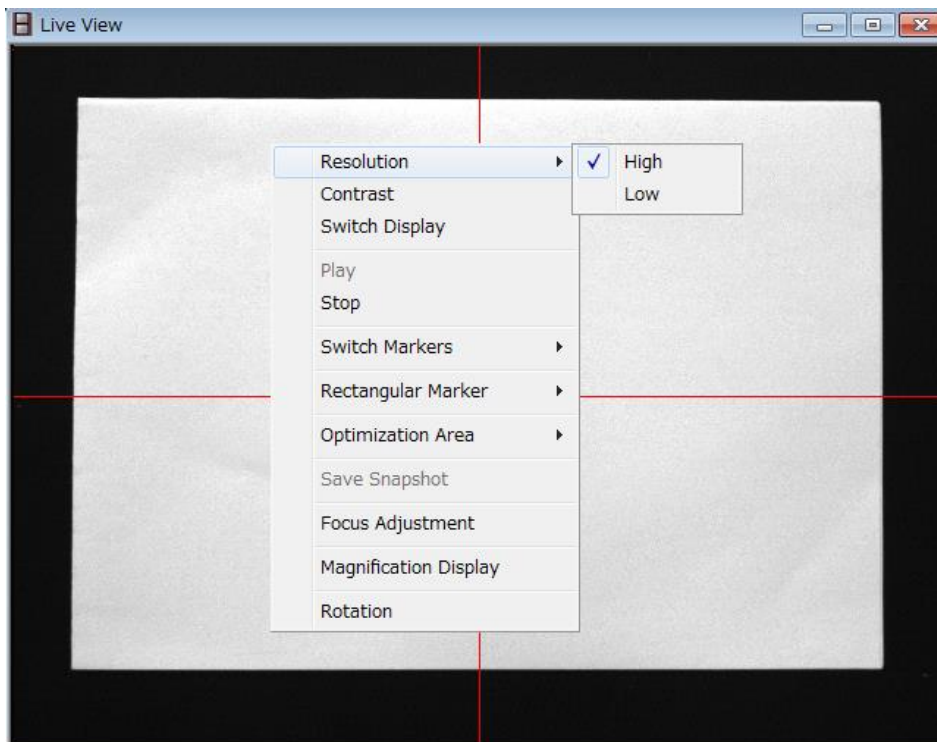 Live View
Resolution
High
Contrast
Low
Switch Display
Play
Stop
Switch Markers
Rectangular Marker
Optimization Area
Save Snapshot
Focus Adjustment
Magnification Display
Rotation